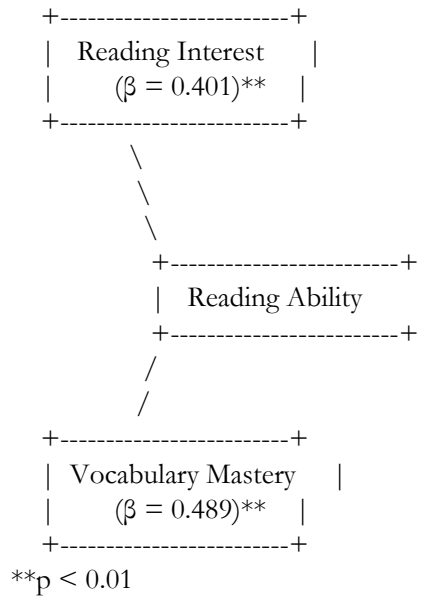 +-------------------------+
| Reading Interest |
| (β = 0.401)** |
+-------------------------+
\
\
\
+-------------------------+
| Reading Ability
+-------------------------+
/
/
+-------------------------+
| Vocabulary Mastery |
| (β = 0.489)** |
+-------------------------+
**p < 0.01